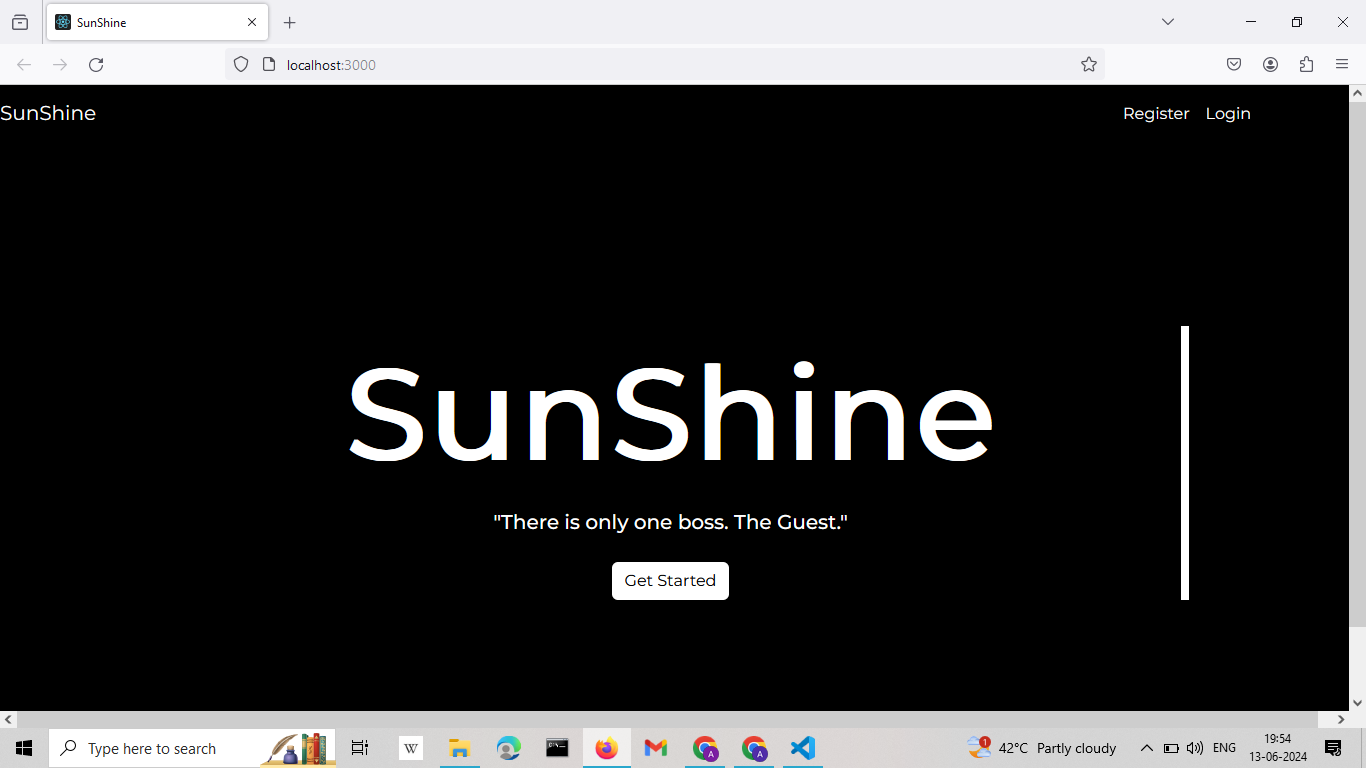 SunShine
localhost:3000
SunShine
Register Login
SunShine
"There is only one boss. The Guest."
Get Started
Type here to search
W
42°C Partly cloudy
1
ENG
19:54
13-06-2024